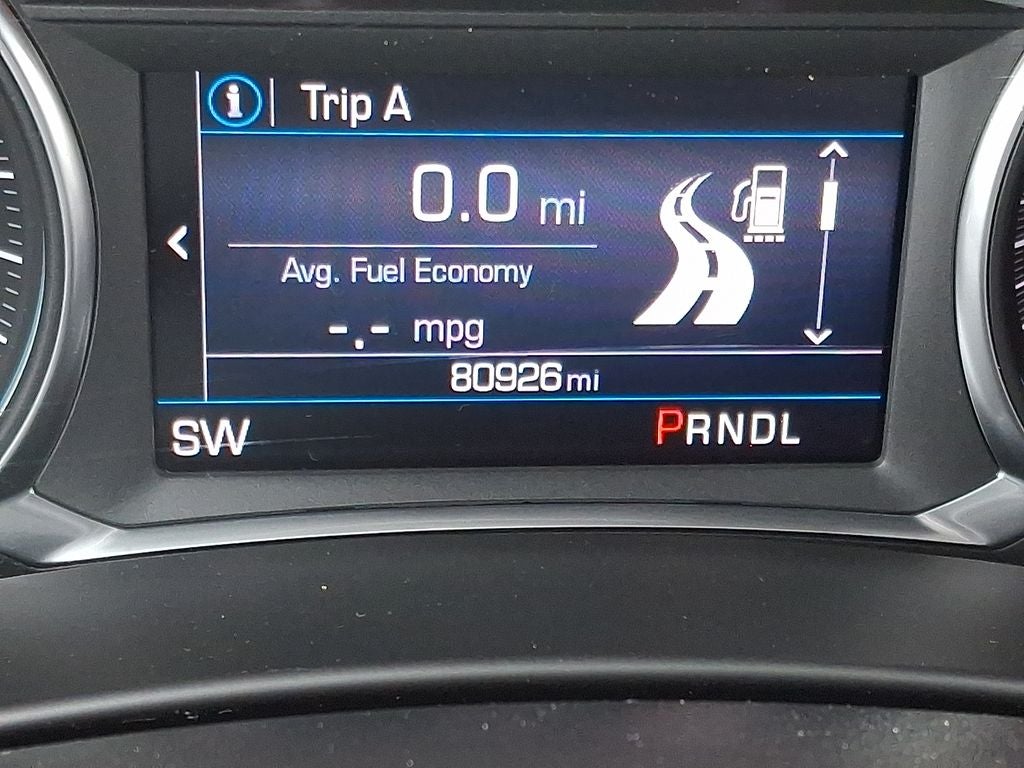 i Trip A
0.0 mi
Avg. Fuel Economy
-.- mpg
80926 mi
SW PRNDL